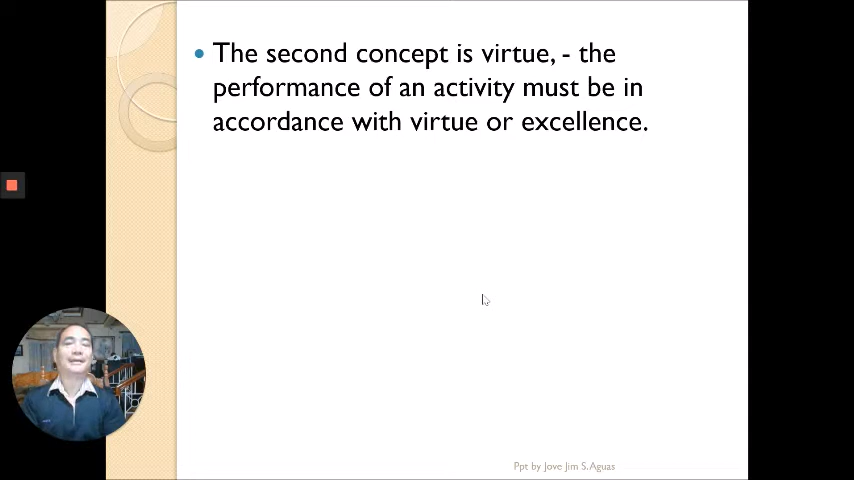 The second concept is virtue, - the
performance of an activity must be in
accordance with virtue or excellence.
Ppt by Jove Jim S. Aguas